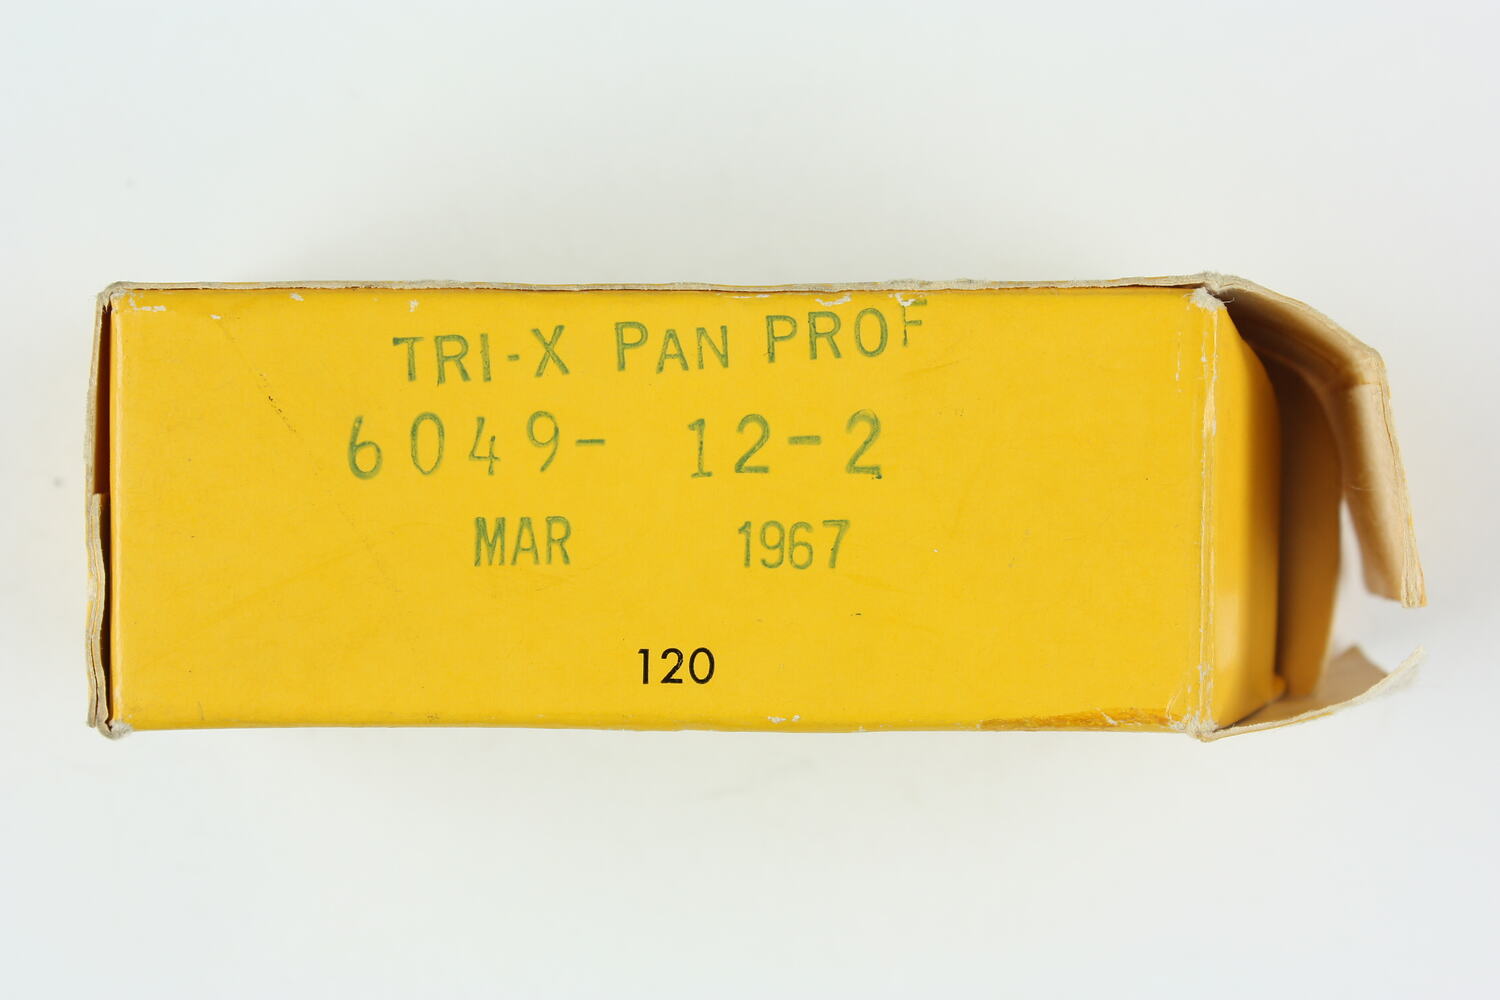 TRI-X PAN PROF
6049- 12-2
MAR 1967
120